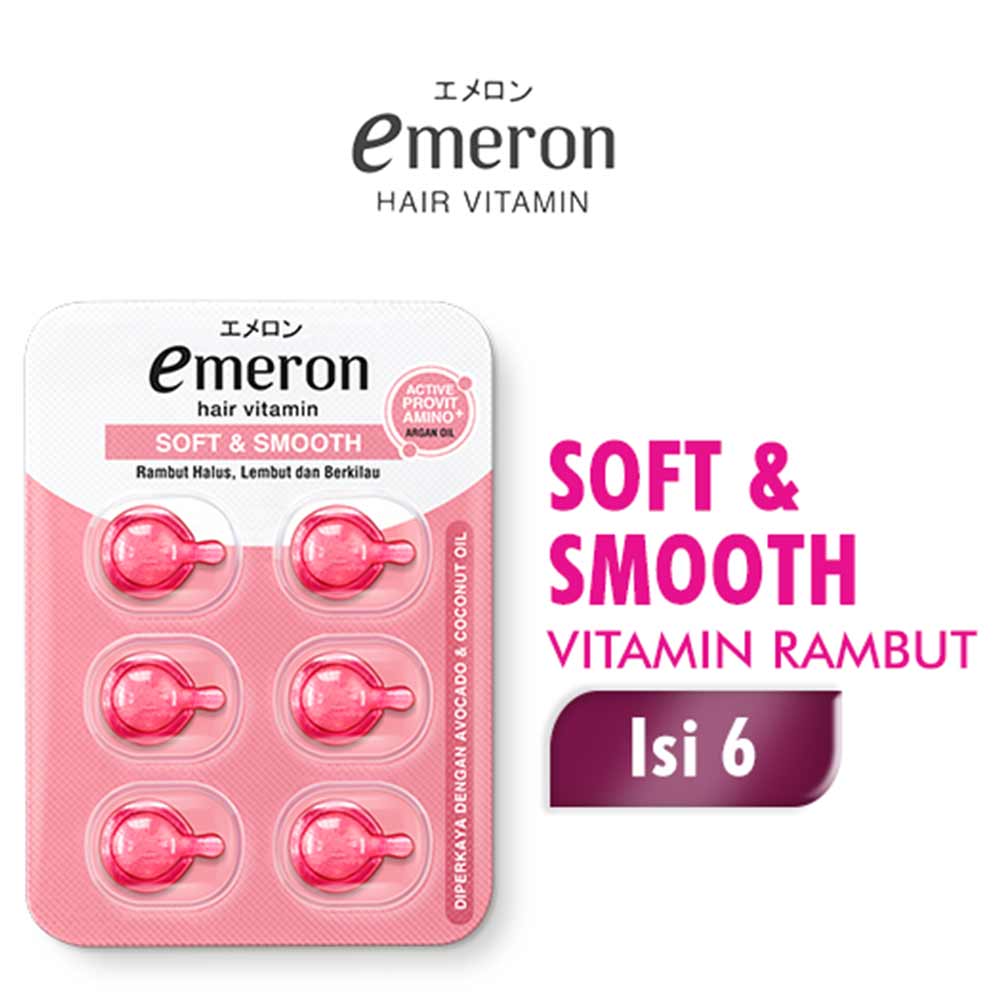 エメロン
emeron
HAIR VITAMIN
エメロン
emeron
hair vitamin
SOFT & SMOOTH
Rambut Halus, Lembut dan Berkilau
ACTIVE
PROVIT
AMINO+
ARGAN OIL
DIPERKAYA DENGAN AVOCADO & COCONUT OIL
SOFT &
SMOOTH
VITAMIN RAMBUT
Isi 6